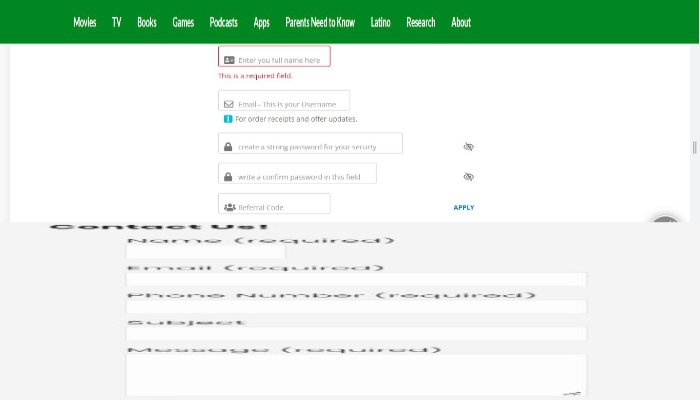 Movies TV Books Games Podcasts Apps Parents Need to Know Latino Research About
Enter you full name here
This is a required field.
Email - This is your Username
For order receipts and offer updates.
create a strong password for your securty
write a confirm password in this field
Referral Code APPLY
Contact Us!
Name (required)
Email (required)
Phone Number (required)
Subject
Message (required)